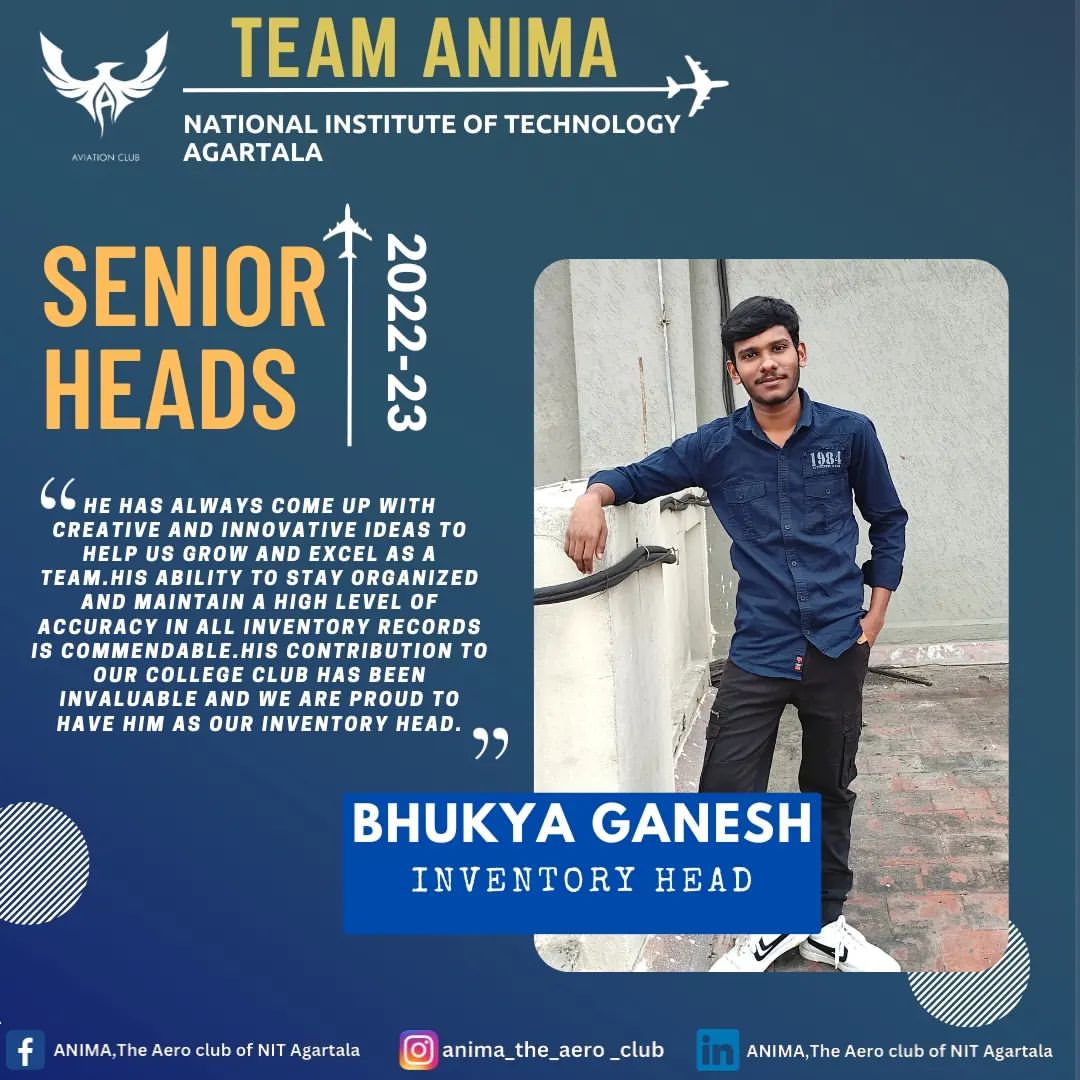 TEAM ANIMA
AVIATION CLUB
NATIONAL INSTITUTE OF TECHNOLOGY
AGARTALA
SENIOR
HEADS
2022-23
“HE HAS ALWAYS COME UP WITH
CREATIVE AND INNOVATIVE IDEAS TO
HELP US GROW AND EXCEL AS A
TEAM.HIS ABILITY TO STAY ORGANIZED
AND MAINTAIN A HIGH LEVEL OF
ACCURACY IN ALL INVENTORY RECORDS
IS COMMENDABLE.HIS CONTRIBUTION TO
OUR COLLEGE CLUB HAS BEEN
INVALUABLE AND WE ARE PROUD TO
HAVE HIM AS OUR INVENTORY HEAD.”
1984
BHUKYA GANESH
INVENTORY HEAD
ANIMA,The Aero club of NIT Agartala
anima_the_aero _club
ANIMA,The Aero club of NIT Agartala